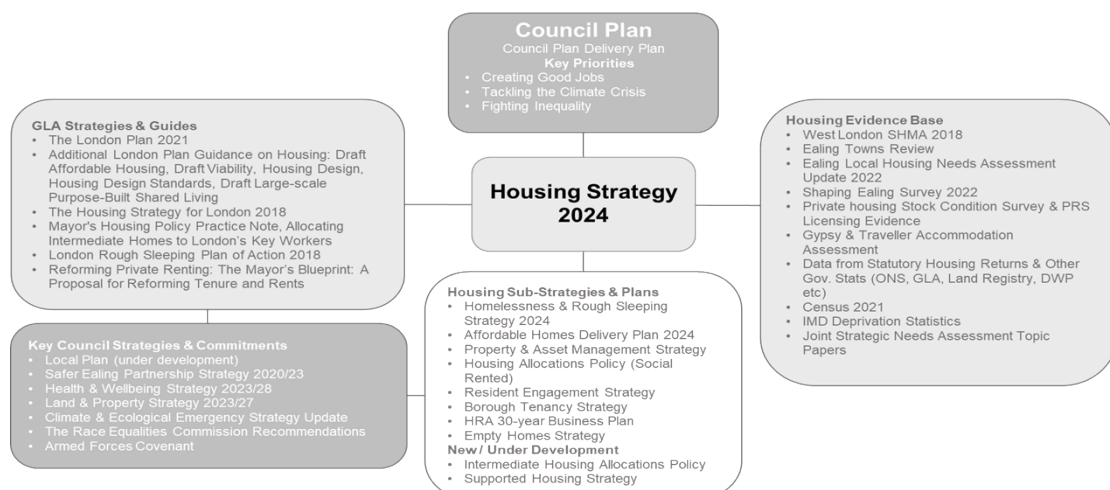 Council Plan
Council Plan Delivery Plan
Key Priorities
• Creating Good Jobs
• Tackling the Climate Crisis
• Fighting Inequality
GLA Strategies & Guides
• The London Plan 2021
• Additional London Plan Guidance on Housing: Draft
Affordable Housing, Draft Viability, Housing Design,
Housing Design Standards, Draft Large-scale
Purpose-Built Shared Living
• The Housing Strategy for London 2018
• Mayor's Housing Policy Practice Note, Allocating
Intermediate Homes to London's Key Workers
• London Rough Sleeping Plan of Action 2018
• Reforming Private Renting: The Mayor's Blueprint: A
Proposal for Reforming Tenure and Rents
Housing Strategy
2024
Housing Evidence Base
• West London SHMA 2018
• Ealing Towns Review
• Ealing Local Housing Needs Assessment
Update 2022
• Shaping Ealing Survey 2022
• Private housing Stock Condition Survey & PRS
Licensing Evidence
• Gypsy & Traveller Accommodation
Assessment
• Data from Statutory Housing Returns & Other
Gov. Stats (ONS, GLA, Land Registry, DWP
etc)
• Census 2021
• IMD Deprivation Statistics
• Joint Strategic Needs Assessment Topic
Papers
Key Council Strategies & Commitments
• Local Plan (under development)
• Safer Ealing Partnership Strategy 2020/23
• Health & Wellbeing Strategy 2023/28
• Land & Property Strategy 2023/27
• Climate & Ecological Emergency Strategy Update
• The Race Equalities Commission Recommendations
• Armed Forces Covenant
Housing Sub-Strategies & Plans
• Homelessness & Rough Sleeping
Strategy 2024
• Affordable Homes Delivery Plan 2024
• Property & Asset Management Strategy
• Housing Allocations Policy (Social
Rented)
• Resident Engagement Strategy
• Borough Tenancy Strategy
• HRA 30-year Business Plan
• Empty Homes Strategy
New / Under Development
• Intermediate Housing Allocations Policy
• Supported Housing Strategy